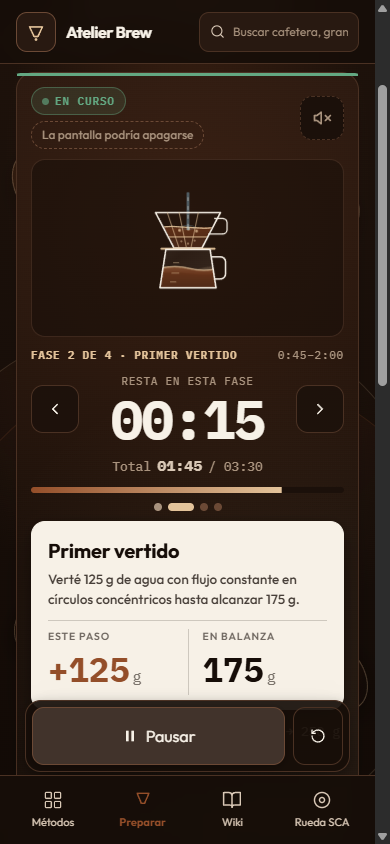 Atelier Brew
Buscar cafetera, gran
EN CURSO
La pantalla podría apagarse
FASE 2 DE 4 · PRIMER VERTIDO 0:45–2:00
RESTA EN ESTA FASE
00:15
Total 01:45 / 03:30
Primer vertido
Verté 125 g de agua con flujo constante en
círculos concéntricos hasta alcanzar 175 g.
ESTE PASO
+125 g
EN BALANZA
175 g
Pausar
Métodos
Preparar
Wiki
Rueda SCA